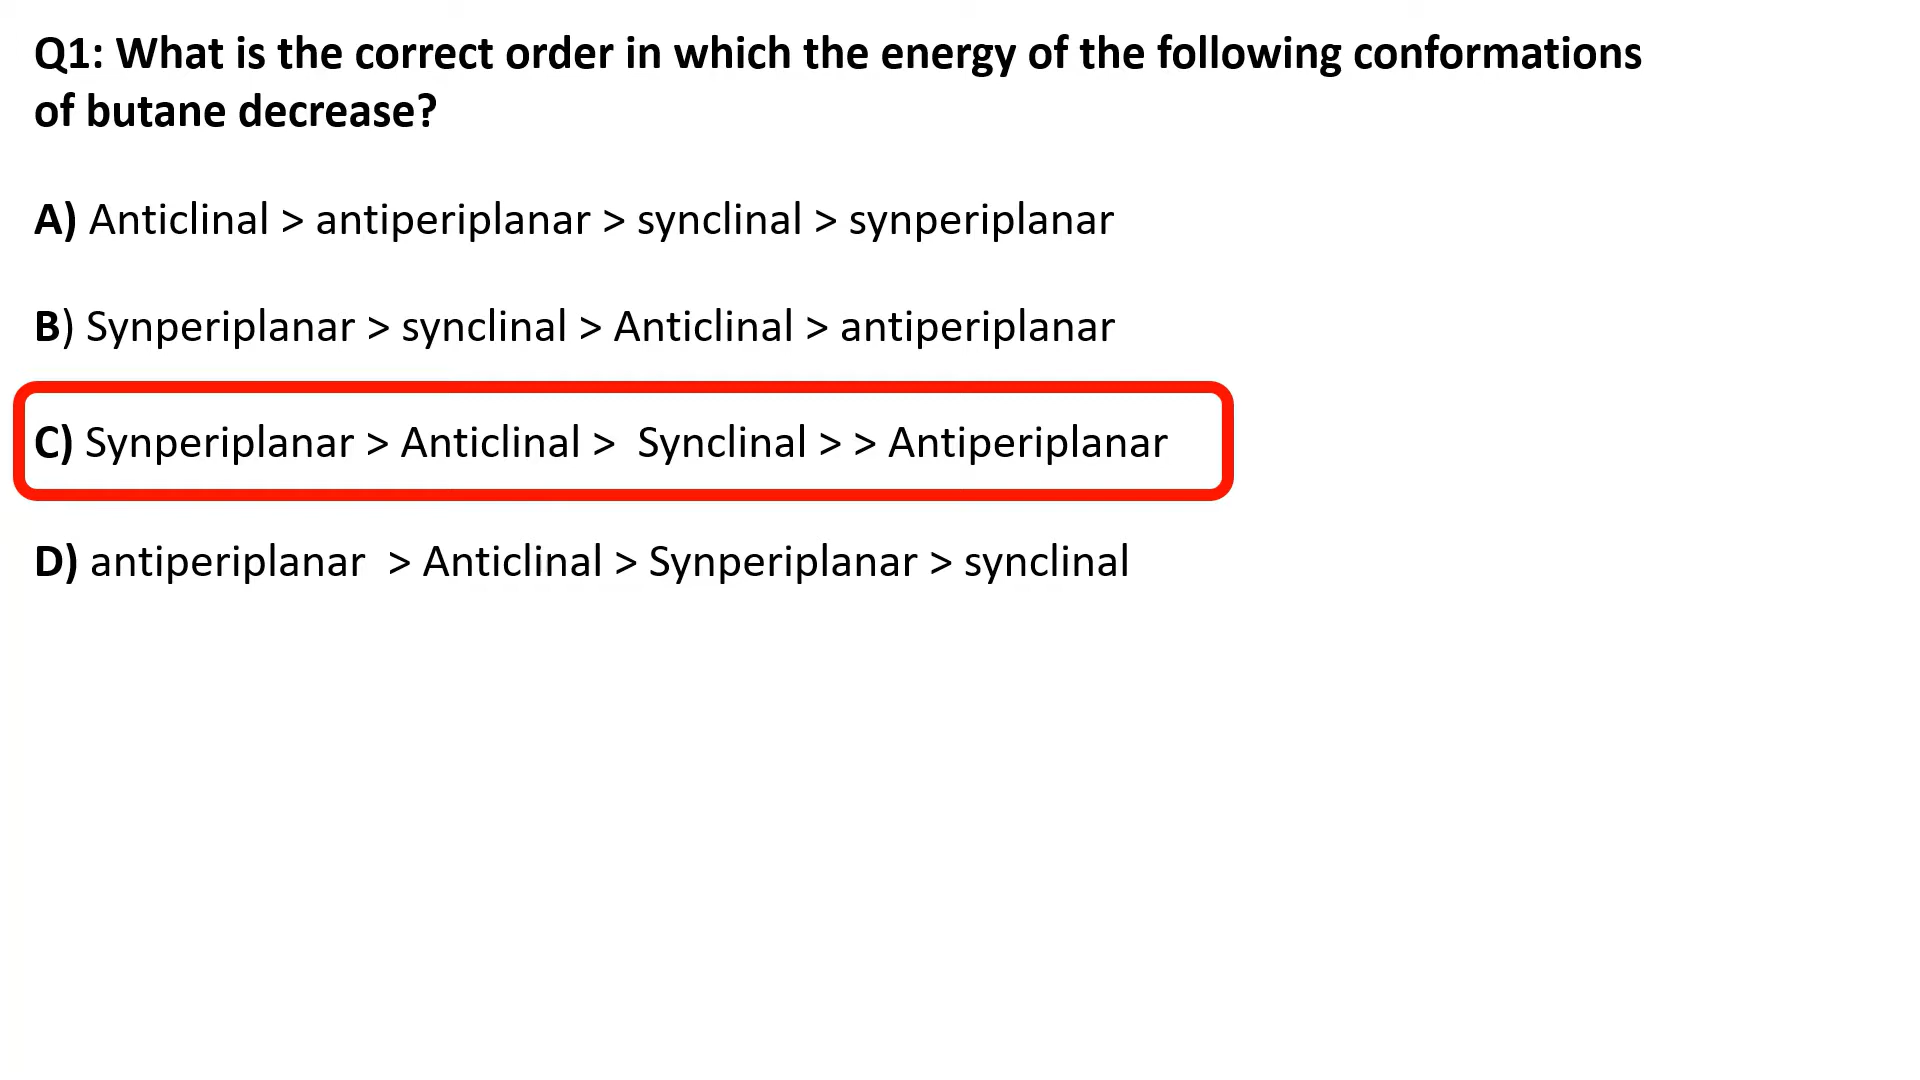 Q1: What is the correct order in which the energy of the following conformations
of butane decrease?
A) Anticlinal > antiperiplanar > synclinal > synperiplanar
B) Synperiplanar > synclinal > Anticlinal > antiperiplanar
C) Synperiplanar > Anticlinal >  Synclinal > > Antiperiplanar
D) antiperiplanar  > Anticlinal > Synperiplanar > synclinal